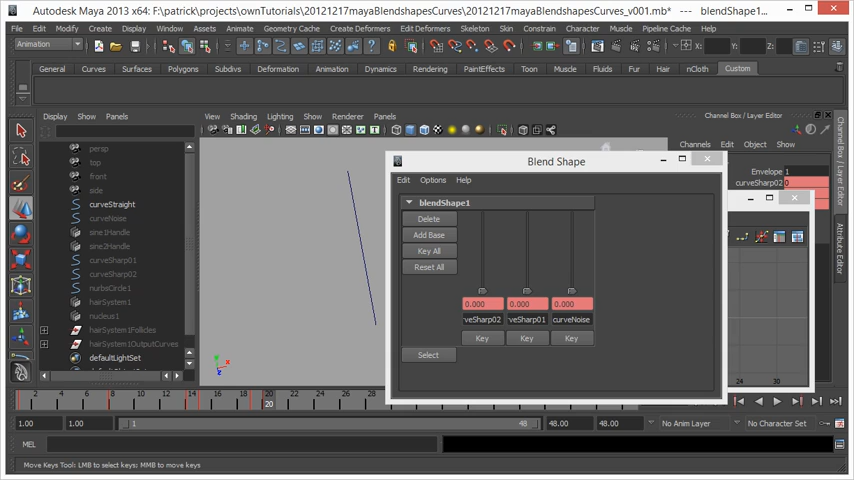 Autodesk Maya 2013 x64: F:\patrick\projects\ownTutorials\20121217mayaBlendshapesCurves\20121217mayaBlendshapesCurves_v001.mb* --- blendShape1...
File Edit Modify Create Display Window Assets Geometry Cache Create Deformers Edit Deformers Skeleton Skin Constrain Character Muscle Pipeline Cache Help
Animation X: Y: Z:
General Curves Surfaces Polygons Subdivs Deformation Animation Dynamics Rendering PaintEffects Toon Muscle Fluids Fur Hair nCloth Custom
Display Show Panels
View Shading Lighting Show Renderer Panels
Channel Box / Layer Editor
Channels Edit Object Show
Envelope 1
curveSharp02 0
persp
top
front
side
curveStraight
curveNoise
sine1Handle
sine2Handle
curveSharp01
curveSharp02
nurbsCircle1
hairSystem1
nucleus1
hairSystem1Follicles
hairSystem1OutputCurves
defaultLightSet
Blend Shape
Edit Options Help
blendShape1
Delete
Add Base
Key All
Reset All
0.000 0.000 0.000
veSharp02 veSharp01 curveNoise
Key Key Key
Select
24 30
Channel Box / Layer Editor
Attribute Editor
2 4 6 8 10 12 14 16 18 20 22 24 26 28
20
1.00 1.00 1 48 48.00 48.00 No Anim Layer No Character Set
MEL
Move Keys Tool: LMB to select keys; MMB to move keys